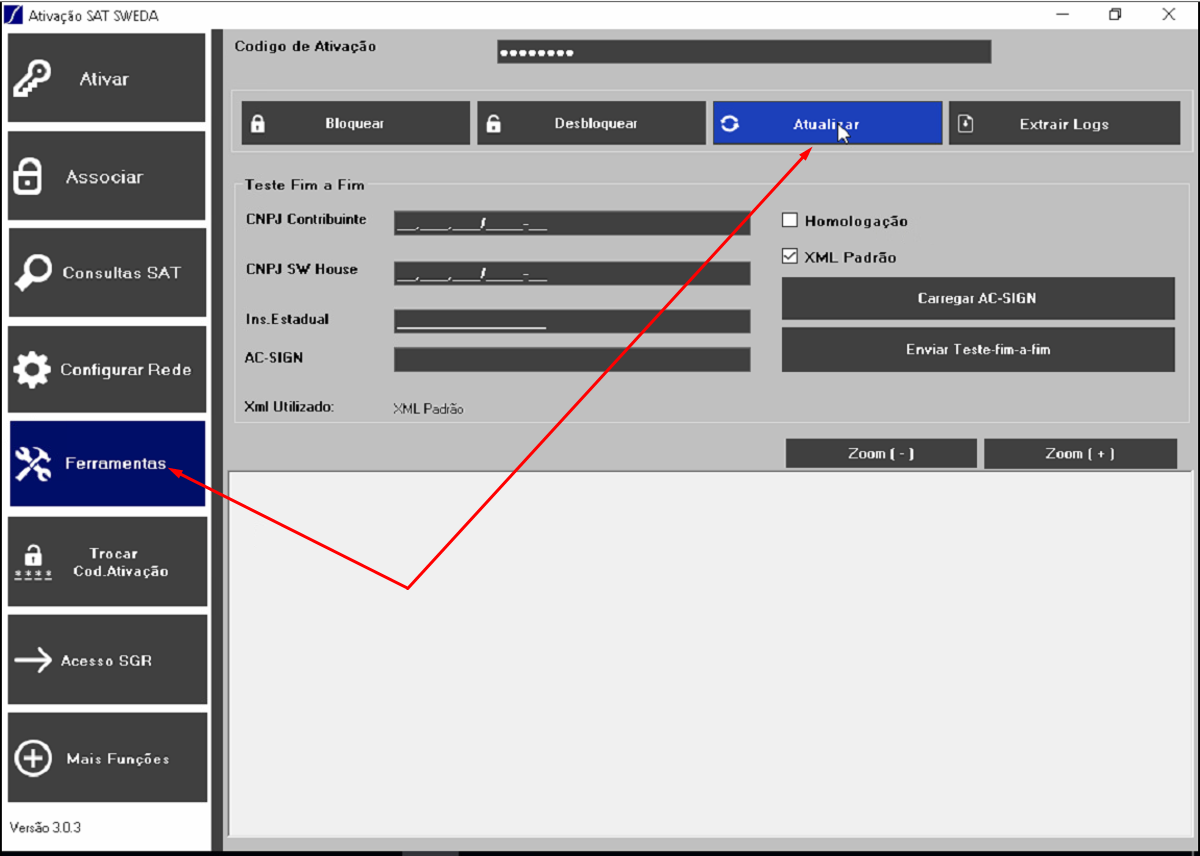 Ativação SAT SWEDA
Ativar
Associar
Consultas SAT
Configurar Rede
Ferramentas
Trocar
Cod.Ativação
Acesso SGR
Mais Funções
Versão 3.0.3
Codigo de Ativação
Bloquear
Desbloquear
Atualizar
Extrair Logs
Teste Fim a Fim
CNPJ Contribuinte
__.___.___/____-__
CNPJ SW House
__.___.___/____-__
Ins.Estadual
AC-SIGN
Xml Utilizado: XML Padrão
Homologação
XML Padrão
Carregar AC-SIGN
Enviar Teste-fim-a-fim
Zoom ( - )
Zoom ( + )